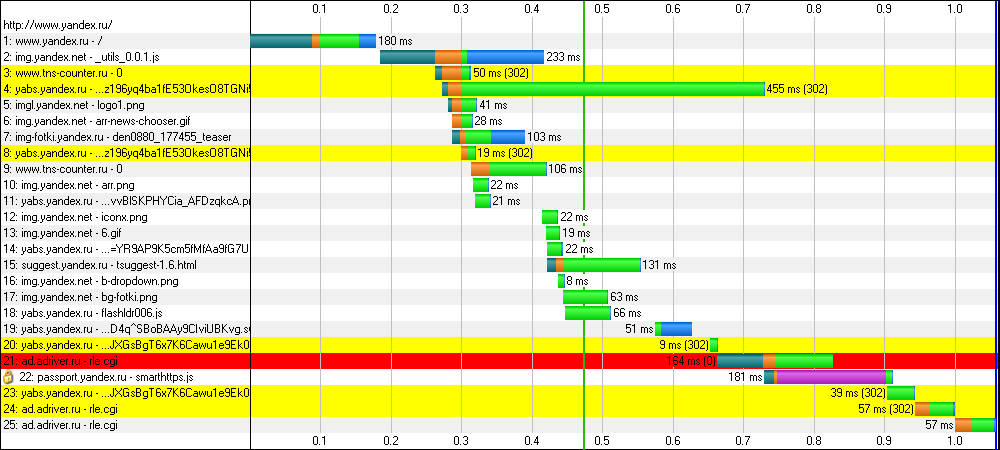 0.1 0.2 0.3 0.4 0.5 0.6 0.7 0.8 0.9 1.0
http://www.yandex.ru/
1: www.yandex.ru - / 180 ms
2: img.yandex.net - _utils_0.0.1.js 233 ms
3: www.tns-counter.ru - 0 50 ms (302)
4: yabs.yandex.ru - ...z196yq4ba1fE53OkesO8TGNi 455 ms (302)
5: imgl.yandex.net - logo1.png 41 ms
6: img.yandex.net - arr-news-chooser.gif 28 ms
7: img-fotki.yandex.ru - den0880_177455_teaser 103 ms
8: yabs.yandex.ru - ...z196yq4ba1fE53OkesO8TGNi 19 ms (302)
9: www.tns-counter.ru - 0 106 ms
10: img.yandex.net - arr.png 22 ms
11: yabs.yandex.ru - ...vvBlSKPHYCia_AFDzqkcA.pn 21 ms
12: img.yandex.net - iconx.png 22 ms
13: img.yandex.net - 6.gif 19 ms
14: yabs.yandex.ru - ...=YR9AP9K5cm5fMfAa9fG7U 22 ms
15: suggest.yandex.ru - tsuggest-1.6.html 131 ms
16: img.yandex.net - b-dropdown.png 8 ms
17: img.yandex.net - bg-fotki.png 63 ms
18: yabs.yandex.ru - flashldr006.js 66 ms
19: yabs.yandex.ru - ...D4q^SBoBAAy9ClviUBKvg.s 51 ms
20: yabs.yandex.ru - ...JXGsBgT6x7K6Cawu1e9Ek0 9 ms (302)
21: ad.adriver.ru - rle.cgi 164 ms (0)
22: passport.yandex.ru - smarthttps.js 181 ms
23: yabs.yandex.ru - ...JXGsBgT6x7K6Cawu1e9Ek0 39 ms (302)
24: ad.adriver.ru - rle.cgi 57 ms (302)
25: ad.adriver.ru - rle.cgi 57 ms
0.1 0.2 0.3 0.4 0.5 0.6 0.7 0.8 0.9 1.0